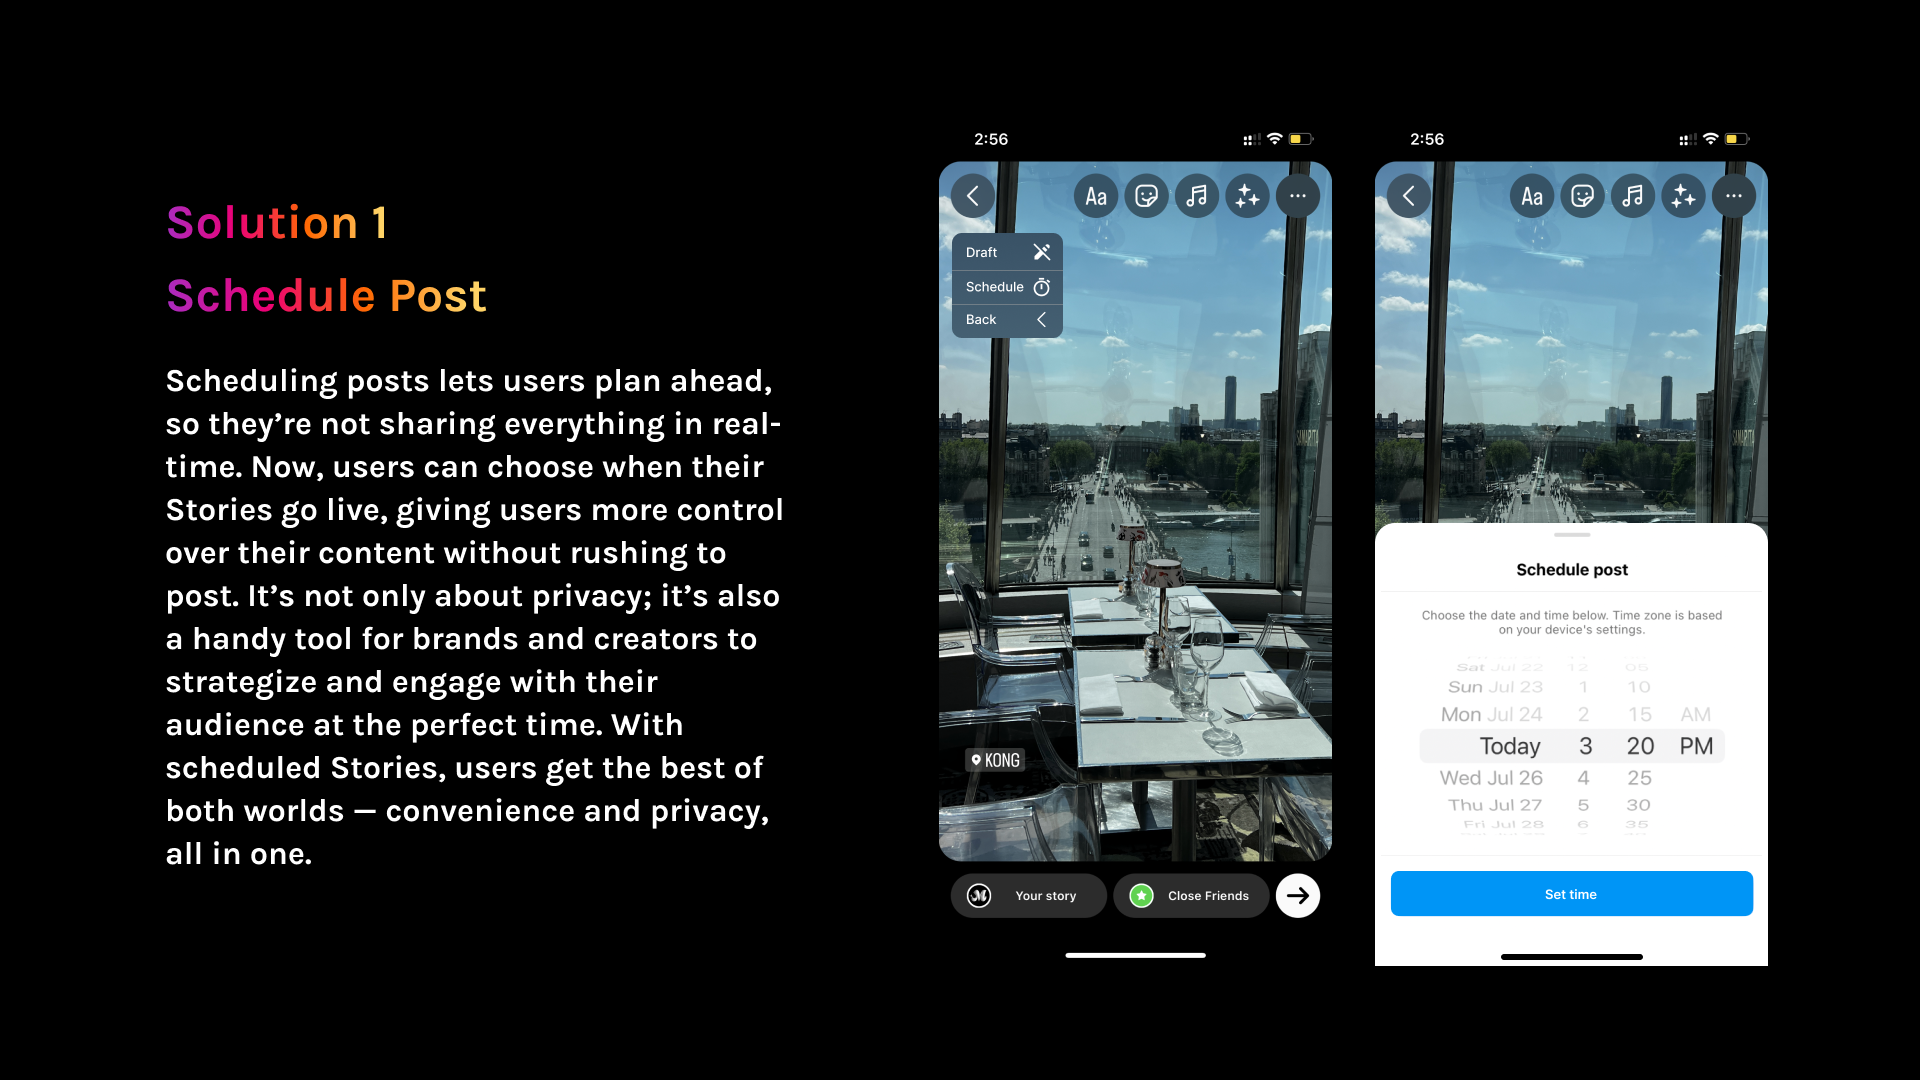 Solution 1
Schedule Post
Scheduling posts lets users plan ahead,
so they’re not sharing everything in real-
time. Now, users can choose when their
Stories go live, giving users more control
over their content without rushing to
post. It’s not only about privacy; it’s also
a handy tool for brands and creators to
strategize and engage with their
audience at the perfect time. With
scheduled Stories, users get the best of
both worlds — convenience and privacy,
all in one.
2:56
Aa
Draft
Schedule
Back
KONG
Your story
Close Friends
2:56
Aa
Schedule post
Choose the date and time below. Time zone is based
on your device's settings.
Sat Jul 22 12 05
Sun Jul 23 1 10
Mon Jul 24 2 15 AM
Today 3 20 PM
Wed Jul 26 4 25
Thu Jul 27 5 30
Fri Jul 28 6 35
Set time